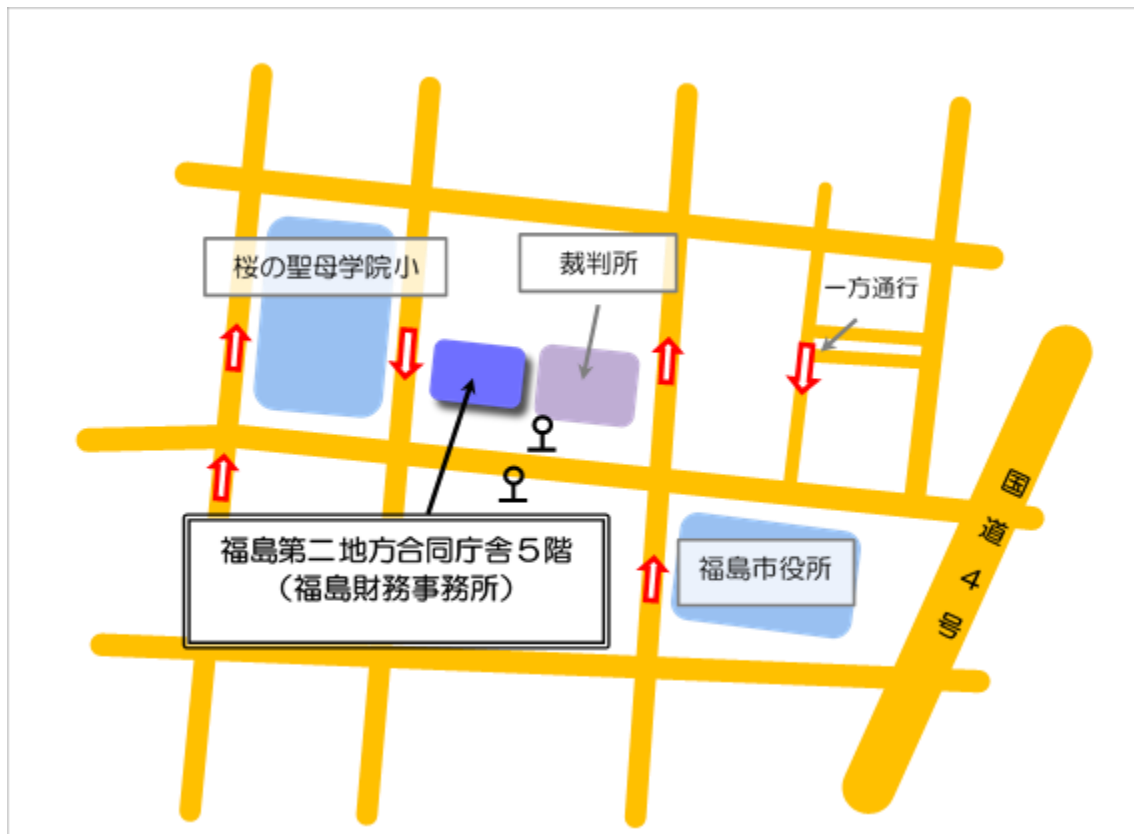 桜の聖母学院小
裁判所
一方通行
国道4号
福島第二地方合同庁舎5階
（福島財務事務所）
福島市役所